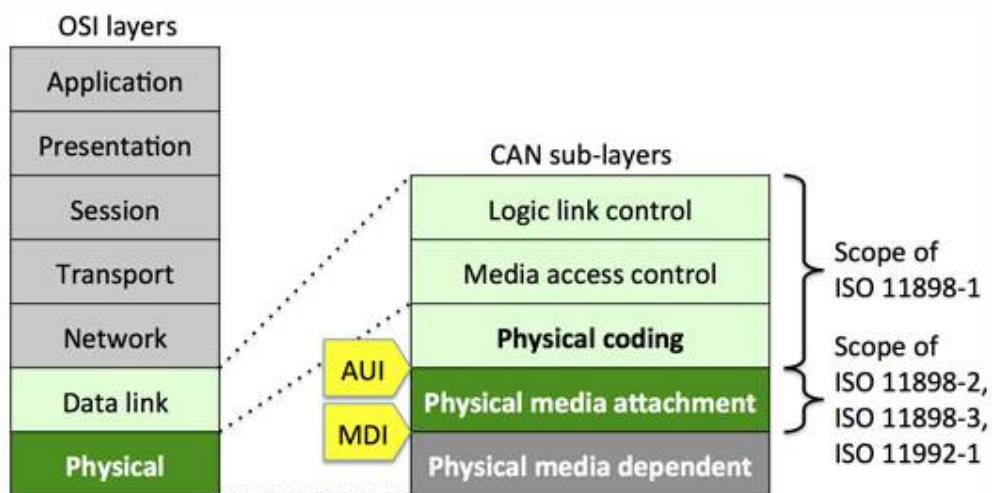 OSI layers
Application
Presentation
Session
Transport
Network
Data link
Physical
CAN sub-layers
Logic link control
Media access control
Physical coding
Physical media attachment
Physical media dependent
AUI
MDI
Scope of
ISO 11898-1
Scope of
ISO 11898-2,
ISO 11898-3,
ISO 11992-1